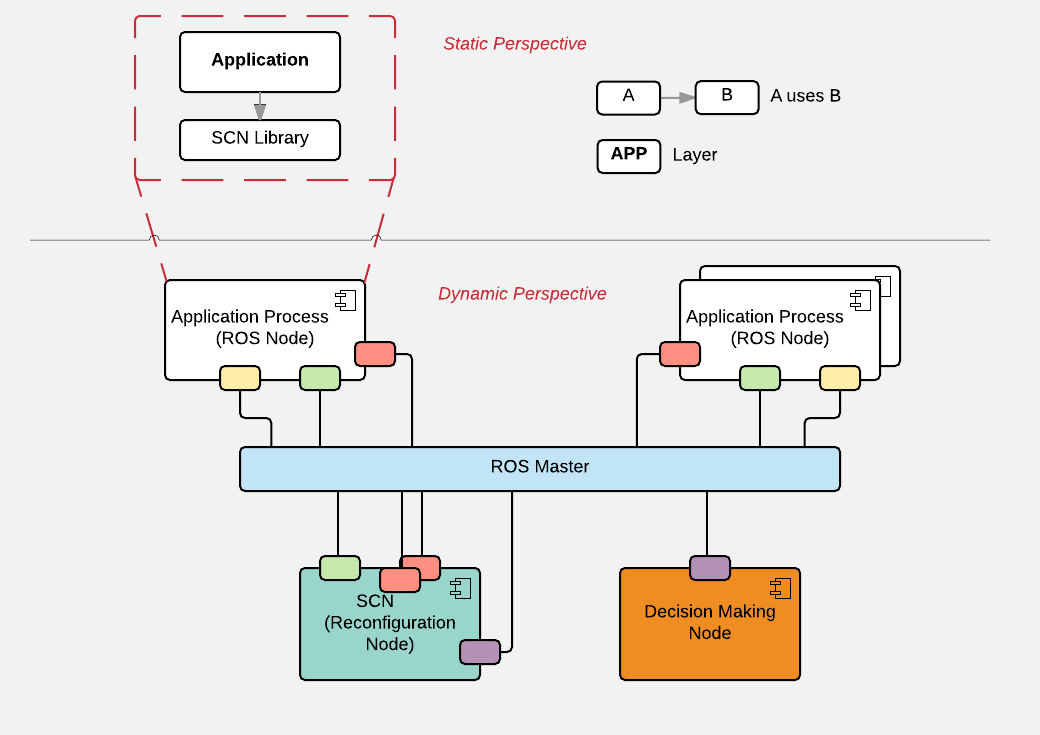 Static Perspective
Application
SCN Library
A
B
A uses B
APP
Layer
Dynamic Perspective
Application Process
(ROS Node)
Application Process
(ROS Node)
ROS Master
SCN
(Reconfiguration
Node)
Decision Making
Node